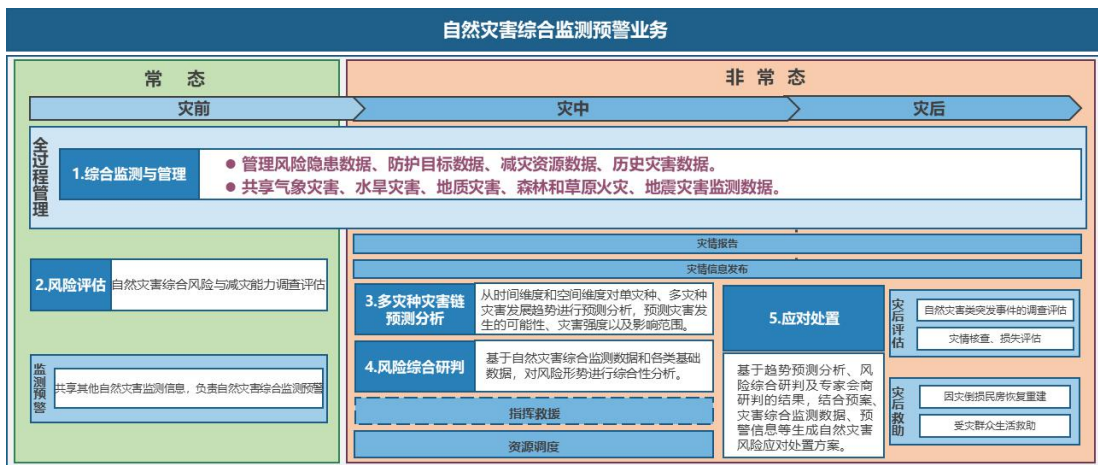 自然灾害综合监测预警业务
常 态
非 常 态
灾前
灾中
灾后
全过程管理
1.综合监测与管理
● 管理风险隐患数据、防护目标数据、减灾资源数据、历史灾害数据。
● 共享气象灾害、水旱灾害、地质灾害、森林和草原火灾、地震灾害监测数据。
灾情报告
灾情信息发布
2.风险评估
自然灾害综合风险与减灾能力调查评估
监测预警
共享其他自然灾害监测信息，负责自然灾害综合监测预警
3.多灾种灾害链
预测分析
从时间维度和空间维度对单灾种、多灾种
灾害发展趋势进行预测分析，预测灾害发
生的可能性、灾害强度以及影响范围。
4.风险综合研判
基于自然灾害综合监测数据和各类基础
数据，对风险形势进行综合性分析。
指挥救援
资源调度
5.应对处置
基于趋势预测分析、风
险综合研判及专家会商
研判的结果，结合预案、
灾害综合监测数据、预
警信息等生成自然灾害
风险应对处置方案。
灾后评估
自然灾害类突发事件的调查评估
灾情核查、损失评估
灾后救助
因灾倒损民房恢复重建
受灾群众生活救助